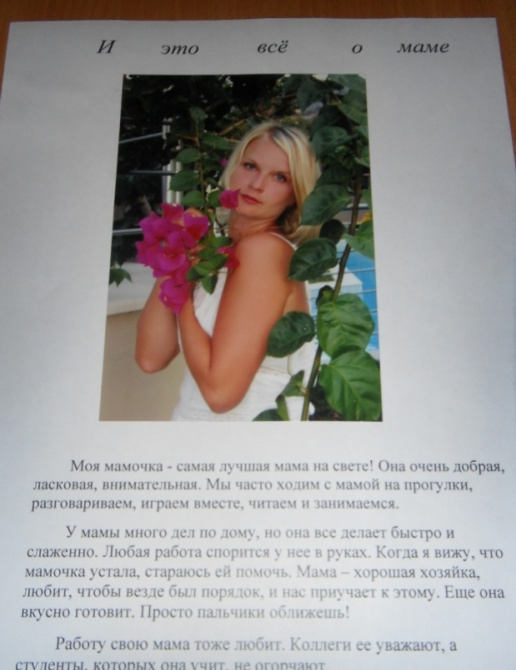 И это всё о маме
Моя мамочка - самая лучшая мама на свете! Она очень добрая,
ласковая, внимательная. Мы часто ходим с мамой на прогулки,
разговариваем, играем вместе, читаем и занимаемся.
У мамы много дел по дому, но она все делает быстро и
слаженно. Любая работа спорится у нее в руках. Когда я вижу, что
мамочка устала, стараюсь ей помочь. Мама – хорошая хозяйка,
любит, чтобы везде был порядок, и нас приучает к этому. Еще она
вкусно готовит. Просто пальчики оближешь!
Работу свою мама тоже любит. Коллеги ее уважают, а
студенты, которых она учит, не огорчают.